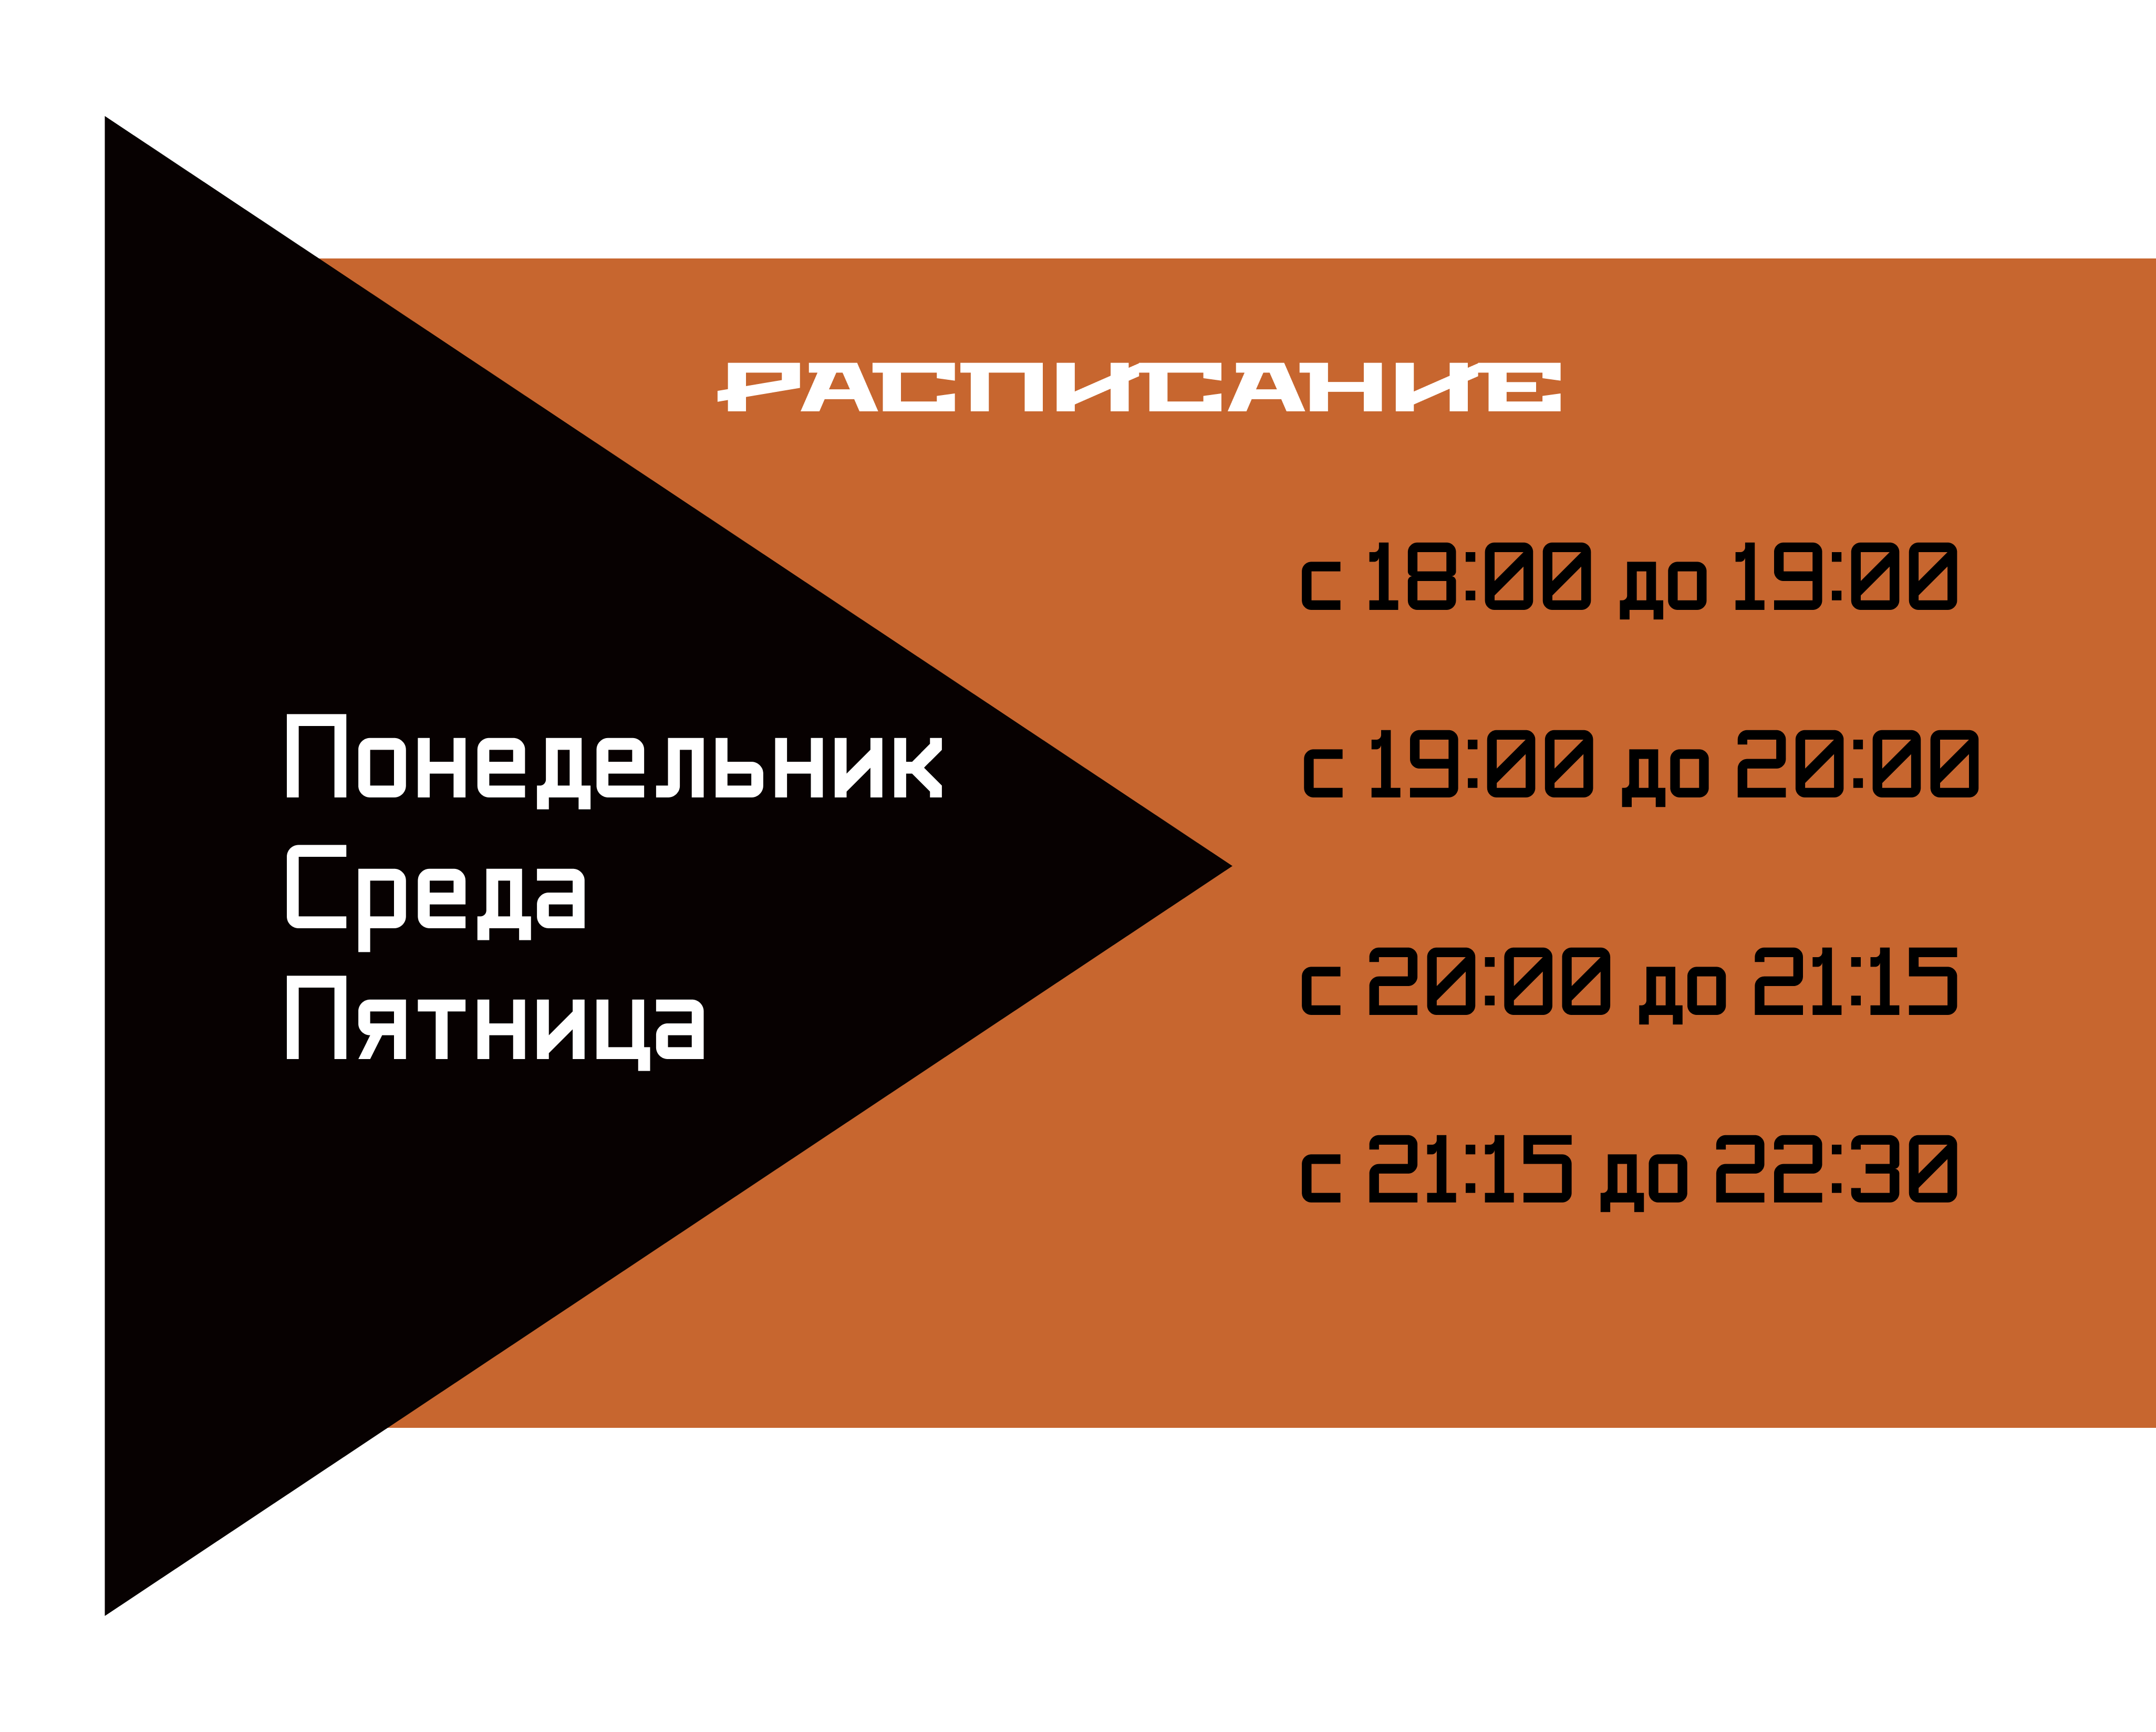 РАСПИСАНИЕ
Понедельник
Среда
Пятница
с 18:00 до 19:00
с 19:00 до 20:00
с 20:00 до 21:15
с 21:15 до 22:30